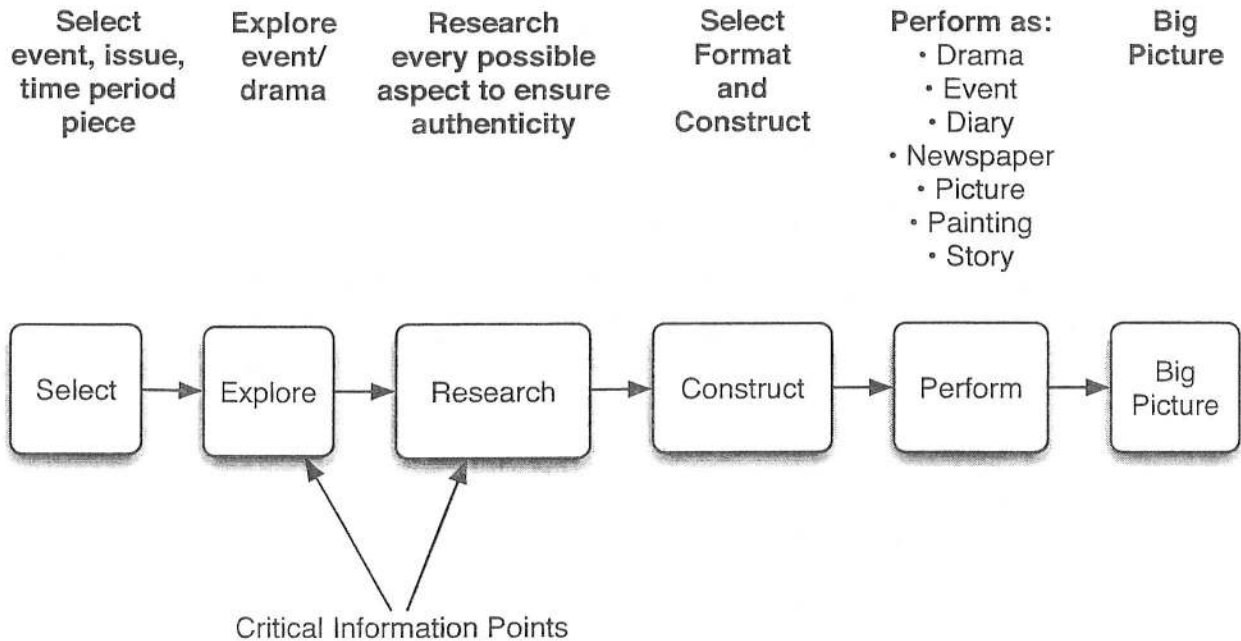 Select
event, issue,
time period
piece
Explore
event/
drama
Research
every possible
aspect to ensure
authenticity
Select
Format
and
Construct
Perform as:
• Drama
• Event
• Diary
• Newspaper
• Picture
• Painting
• Story
Big
Picture
Select
Explore
Research
Construct
Perform
Big
Picture
Critical Information Points